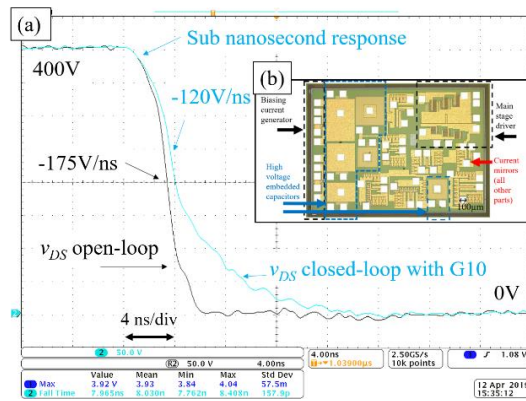 (a)
Sub nanosecond response
400V
-120V/ns
-175V/ns
(b)
Biasing
current
generator
Main
stage
driver
High
voltage
embedded
capacitors
Current
mirrors
(all
other
parts)
100μm
vDS open-loop
vDS closed-loop with G10
0V
4 ns/div
2 50.0 V
R2 50.0 V 4.00ns
4.00ns
2.50GS/s
10k points
1 1.08 V
Value Mean Min Max Std Dev
1 Max 3.92 V 3.93 3.84 4.04 57.5m
2 Fall Time 7.965ns 8.030n 7.762n 8.408n 157.9p
12 Apr 2019
15:35:12